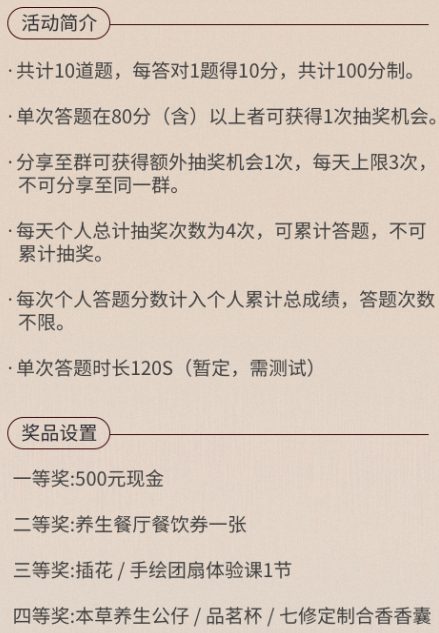 活动简介
·共计10道题，每答对1题得10分，共计100分制。
·单次答题在80分（含）以上者可获得1次抽奖机会。
·分享至群可获得额外抽奖机会1次，每天上限3次，
不可分享至同一群。
·每天个人总计抽奖次数为4次，可累计答题，不可
累计抽奖。
·每次个人答题分数计入个人累计总成绩，答题次数
不限。
·单次答题时长120S（暂定，需测试）
奖品设置
一等奖:500元现金
二等奖:养生餐厅餐饮券一张
三等奖:插花 / 手绘团扇体验课1节
四等奖:本草养生公仔 / 品茗杯 / 七修定制合香香囊